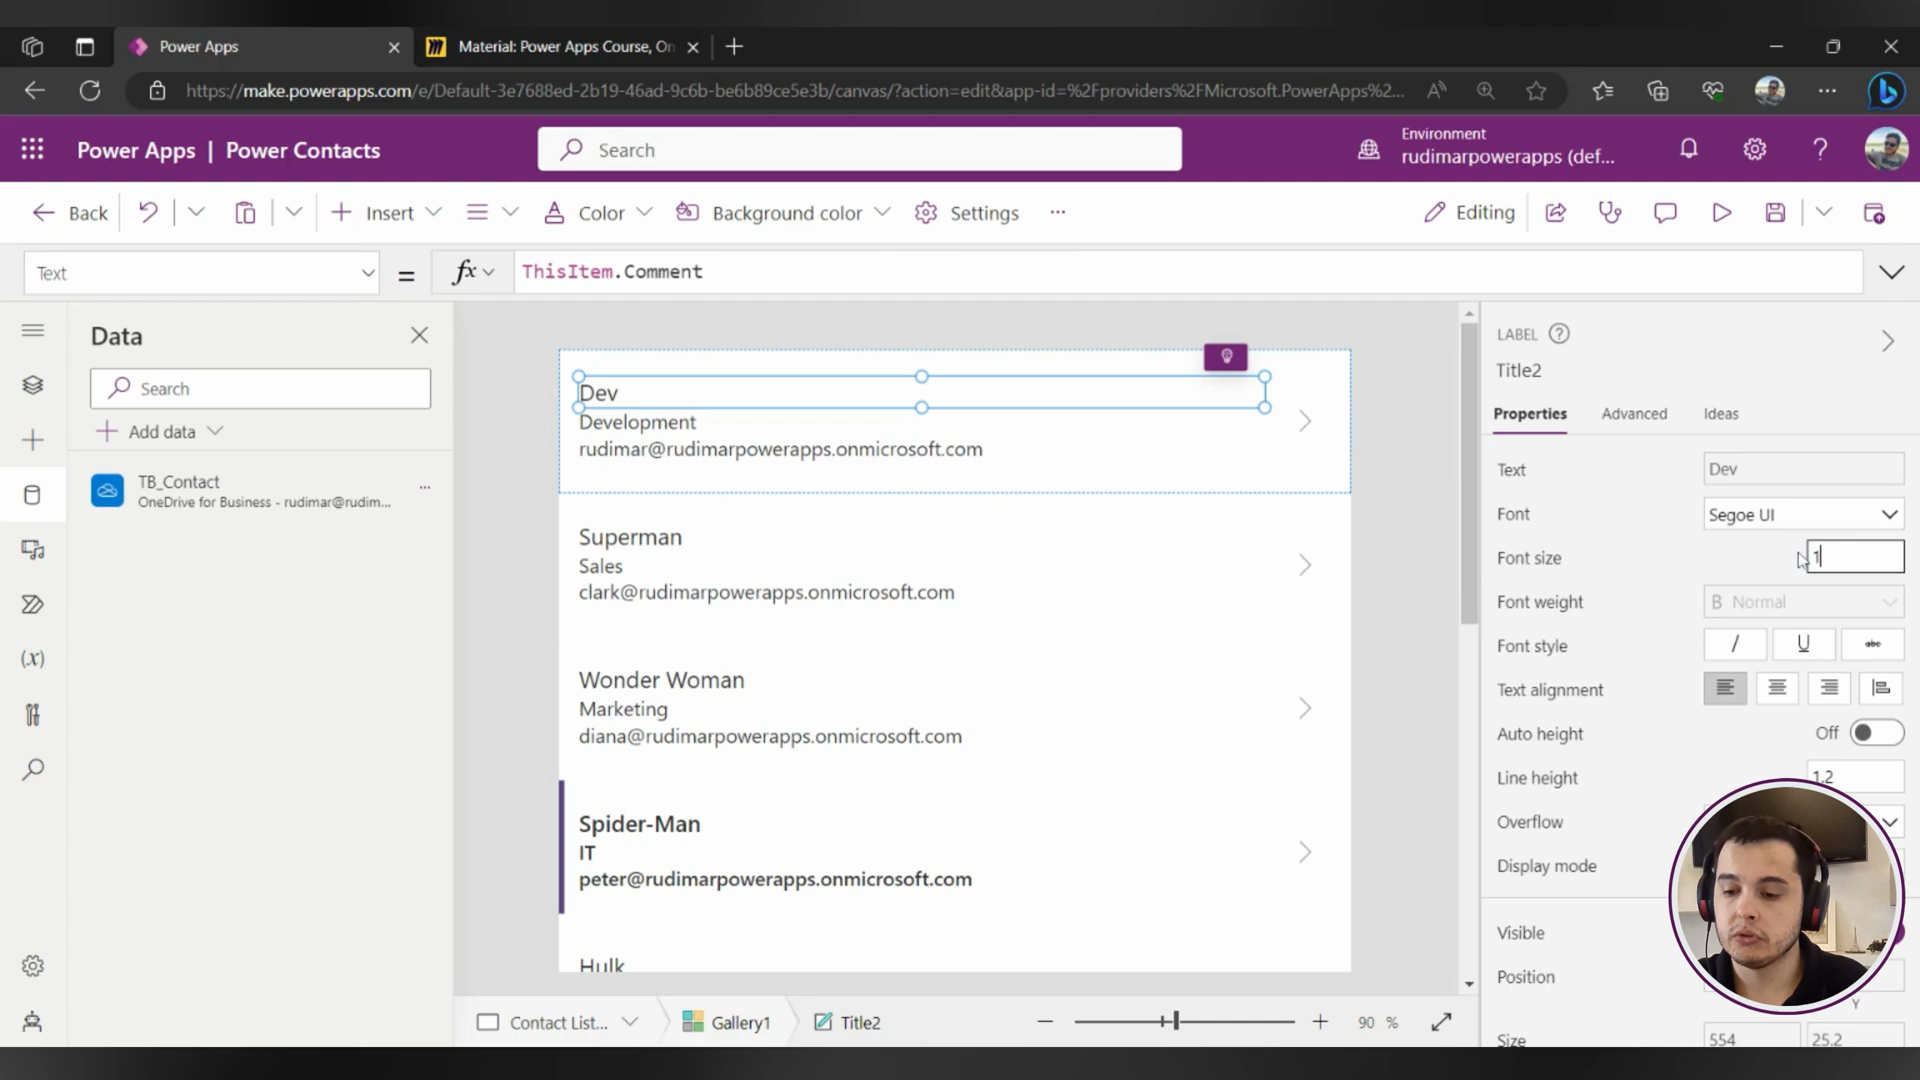 Power Apps
Material: Power Apps Course, On
https://make.powerapps.com/e/Default-3e7688ed-2b19-46ad-9c6b-be6b89ce5e3b/canvas/?action=edit&app-id=%2Fproviders%2FMicrosoft.PowerApps%2...
Power Apps | Power Contacts
Search
Environment
rudimarpowerapps (def...
Back
Insert
Color
Background color
Settings
Editing
Text
=
fx
ThisItem.Comment
Data
Search
Add data
TB_Contact
OneDrive for Business - rudimar@rudim...
Dev
Development
rudimar@rudimarpowerapps.onmicrosoft.com
Superman
Sales
clark@rudimarpowerapps.onmicrosoft.com
Wonder Woman
Marketing
diana@rudimarpowerapps.onmicrosoft.com
Spider-Man
IT
peter@rudimarpowerapps.onmicrosoft.com
Hulk
LABEL
Title2
Properties
Advanced
Ideas
Text
Dev
Font
Segoe UI
Font size
1
Font weight
B Normal
Font style
/ U abc
Text alignment
Auto height
Off
Line height
1.2
Overflow
Display mode
Visible
Position
Y
Size
554
25.2
Contact List...
Gallery1
Title2
90 %